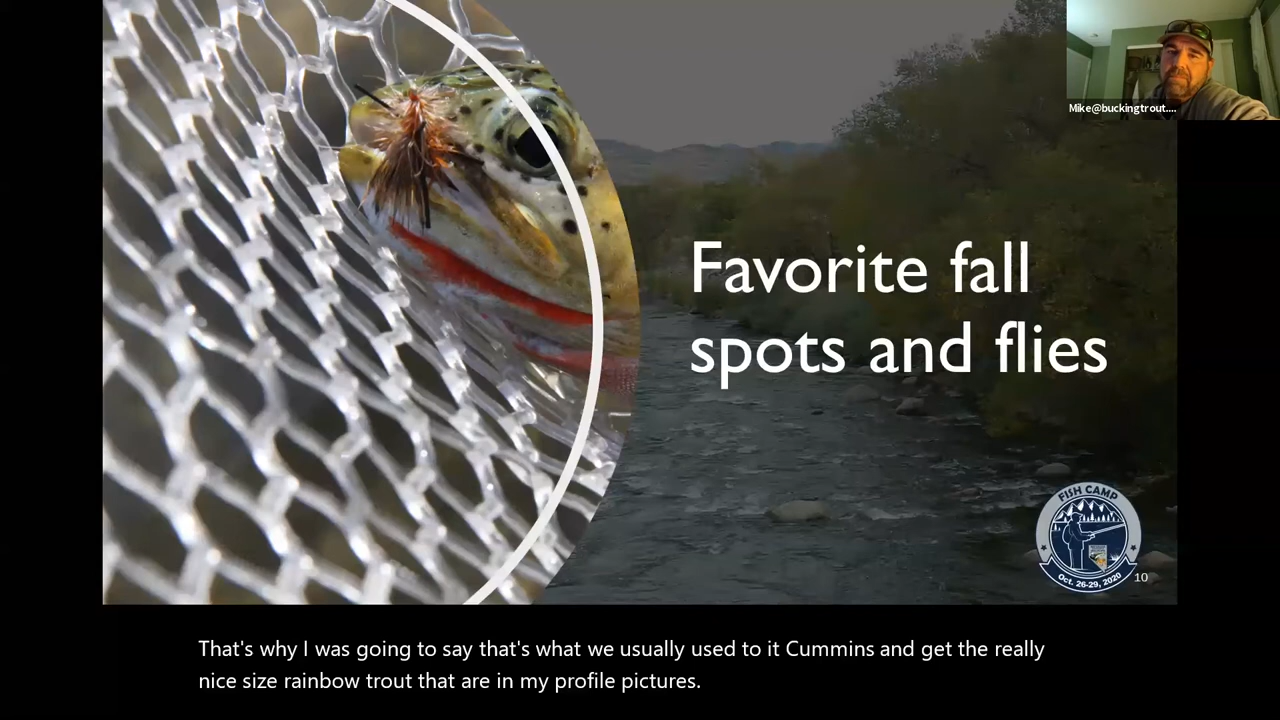 Mike@buckingtrout....
Favorite fall
spots and flies
FISH CAMP
Oct. 26-29, 2020
10
That's why I was going to say that's what we usually used to it Cummins and get the really
nice size rainbow trout that are in my profile pictures.